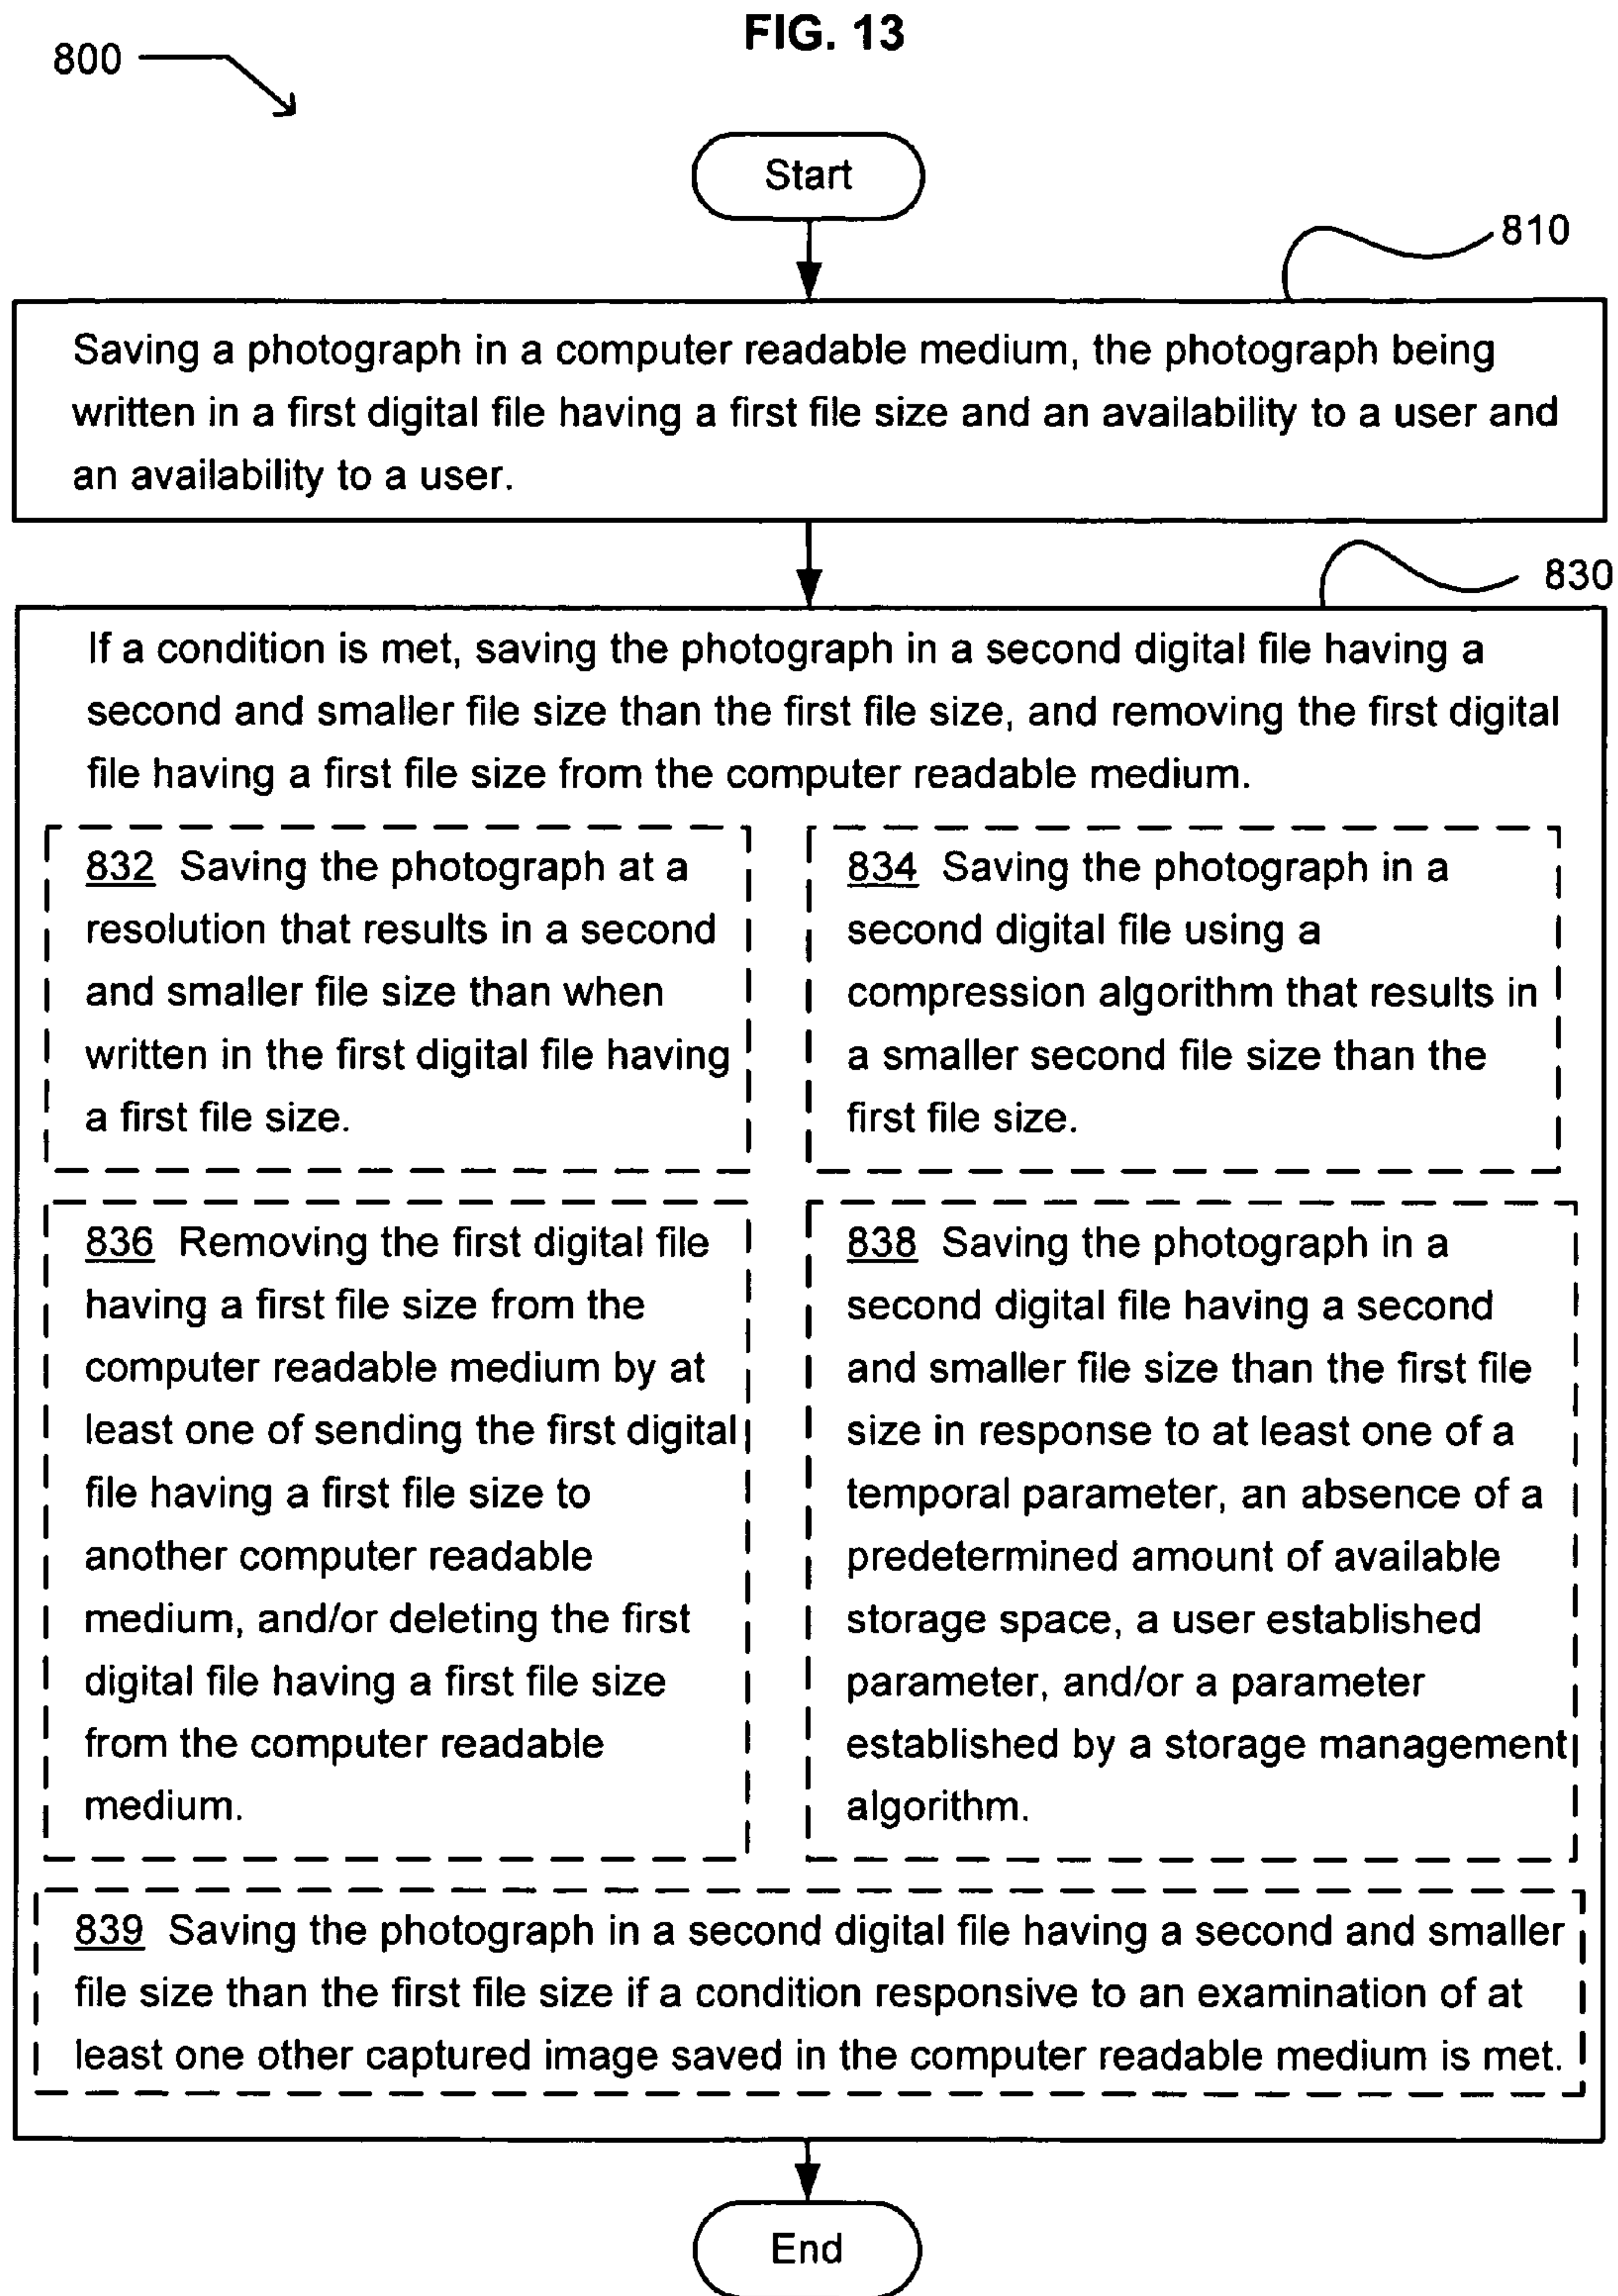 FIG. 13
800
Start
810
Saving a photograph in a computer readable medium, the photograph being
written in a first digital file having a first file size and an availability to a user and
an availability to a user.
830
If a condition is met, saving the photograph in a second digital file having a
second and smaller file size than the first file size, and removing the first digital
file having a first file size from the computer readable medium.
832 Saving the photograph at a
resolution that results in a second
and smaller file size than when
written in the first digital file having
a first file size.
834 Saving the photograph in a
second digital file using a
compression algorithm that results in
a smaller second file size than the
first file size.
836 Removing the first digital file
having a first file size from the
computer readable medium by at
least one of sending the first digital
file having a first file size to
another computer readable
medium, and/or deleting the first
digital file having a first file size
from the computer readable
medium.
838 Saving the photograph in a
second digital file having a second
and smaller file size than the first file
size in response to at least one of a
temporal parameter, an absence of a
predetermined amount of available
storage space, a user established
parameter, and/or a parameter
established by a storage management
algorithm.
839 Saving the photograph in a second digital file having a second and smaller
file size than the first file size if a condition responsive to an examination of at
least one other captured image saved in the computer readable medium is met.
End